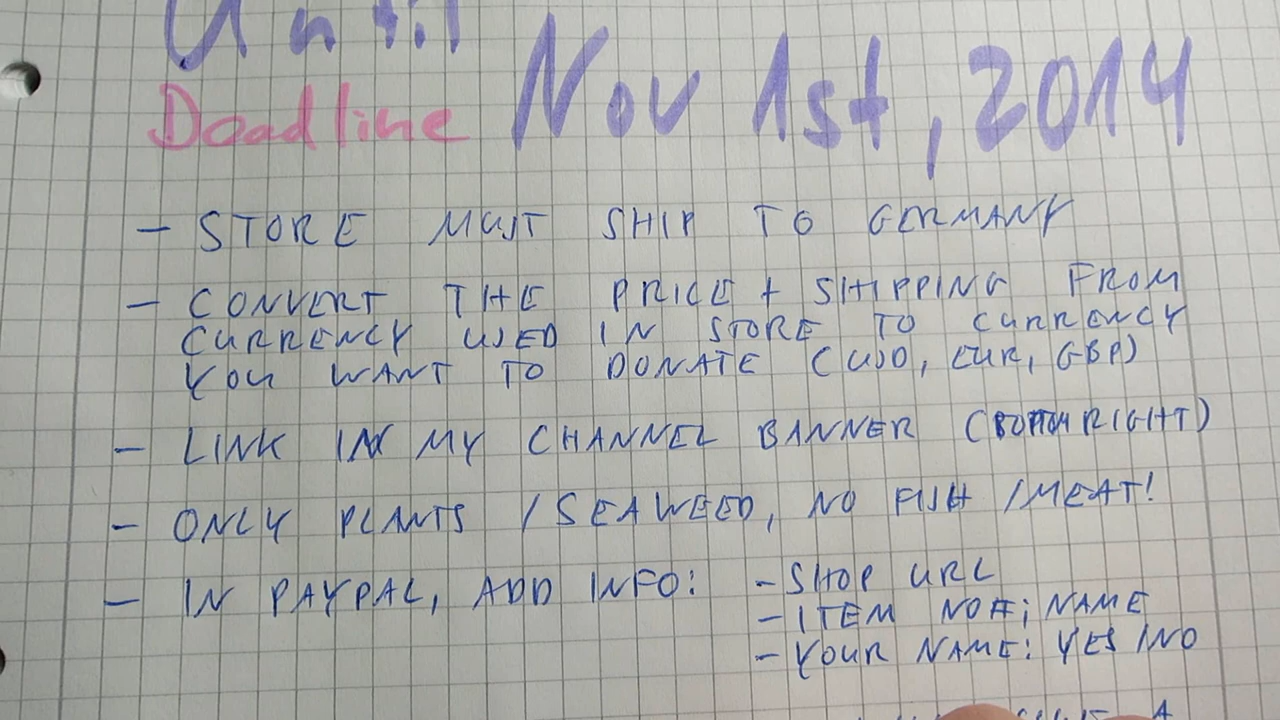 Until
Deadline Nov 1st, 2014
- STORE MUST SHIP TO GERMANY
- CONVERT THE PRICE + SHIPPING FROM
CURRENCY USED IN STORE TO CURRENCY
YOU WANT TO DONATE (USD, EUR, GBP)
- LINK IN MY CHANNEL BANNER (BOTTOM RIGHT)
- ONLY PLANTS / SEAWEED, NO FISH / MEAT!
- IN PAYPAL, ADD INFO: - SHOP URL
- ITEM NO#; NAME
- YOUR NAME: YES / NO